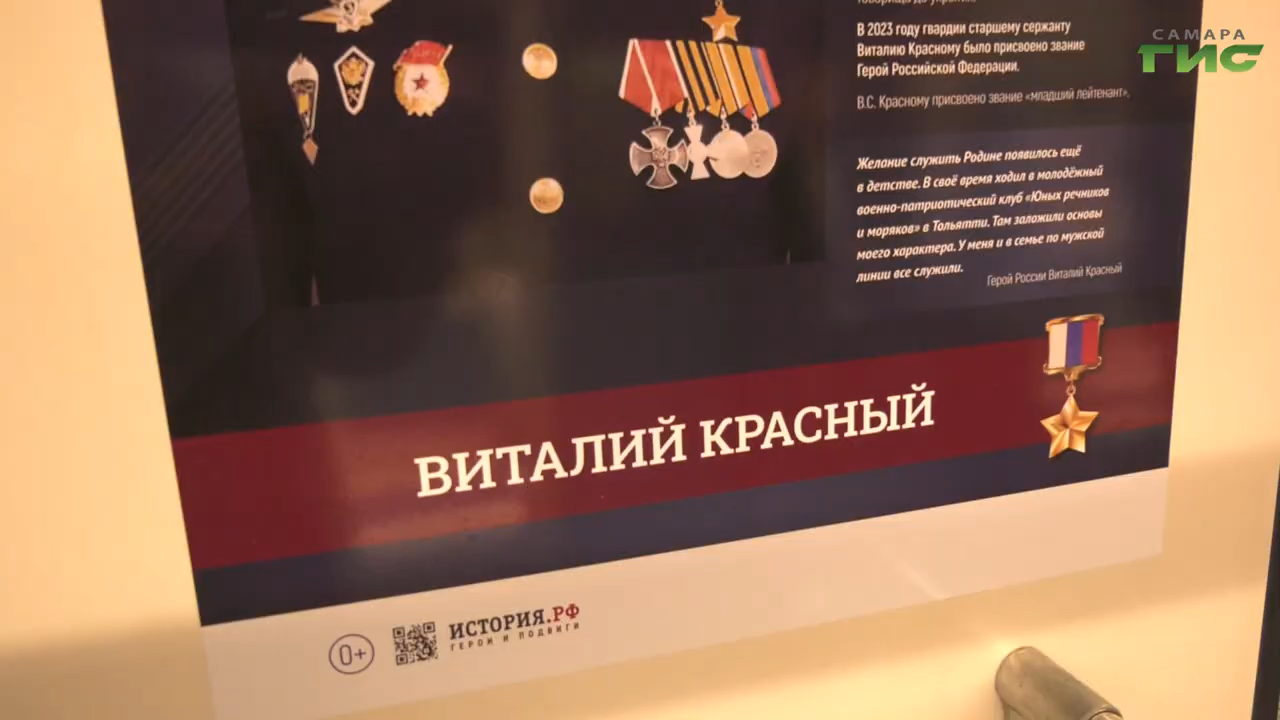 В 2023 году гвардии старшему сержанту
Виталию Красному было присвоено звание
Герой Российской Федерации.
В.С. Красному присвоено звание «младший лейтенант».
Желание служить Родине появилось ещё
в детстве. В своё время ходил в молодёжный
военно-патриотический клуб «Юных речников
и моряков» в Тольятти. Там заложили основы
моего характера. У меня и в семье по мужской
линии все служили.
Герой России Виталий Красный
ВИТАЛИЙ КРАСНЫЙ
0+
ИСТОРИЯ.РФ
ГЕРОИ И ПОДВИГИ
САМАРА
ГИС